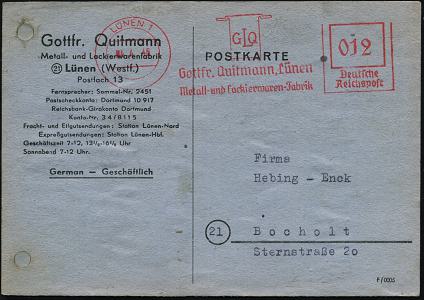 Gottfr. Quitmann
Metall- und Lackierwarenfabrik
(21) Lünen (Westf.)
Postfach 13
Fernsprecher: Sammel-Nr. 2451
Postscheckkonto: Dortmund 10 917
Reichsbank-Girokonto Dortmund
Konto-Nr. 34/8115
Fracht- und Eilgutsendungen: Station Lünen-Nord
Expreßgutsendungen: Station Lünen-Hbf.
Geschäftszeit 7-12, 13½-16½ Uhr
Sonnabend 7-12 Uhr.
German — Geschäftlich
LÜNEN 1
GLQ
POSTKARTE
Gottfr. Quitmann, Lünen
Metall- und Lackierwaren-Fabrik
012
Deutsche
Reichspost
Firma
Hebing - Enck
(21) Bocholt
Sternstraße 20
F/0005